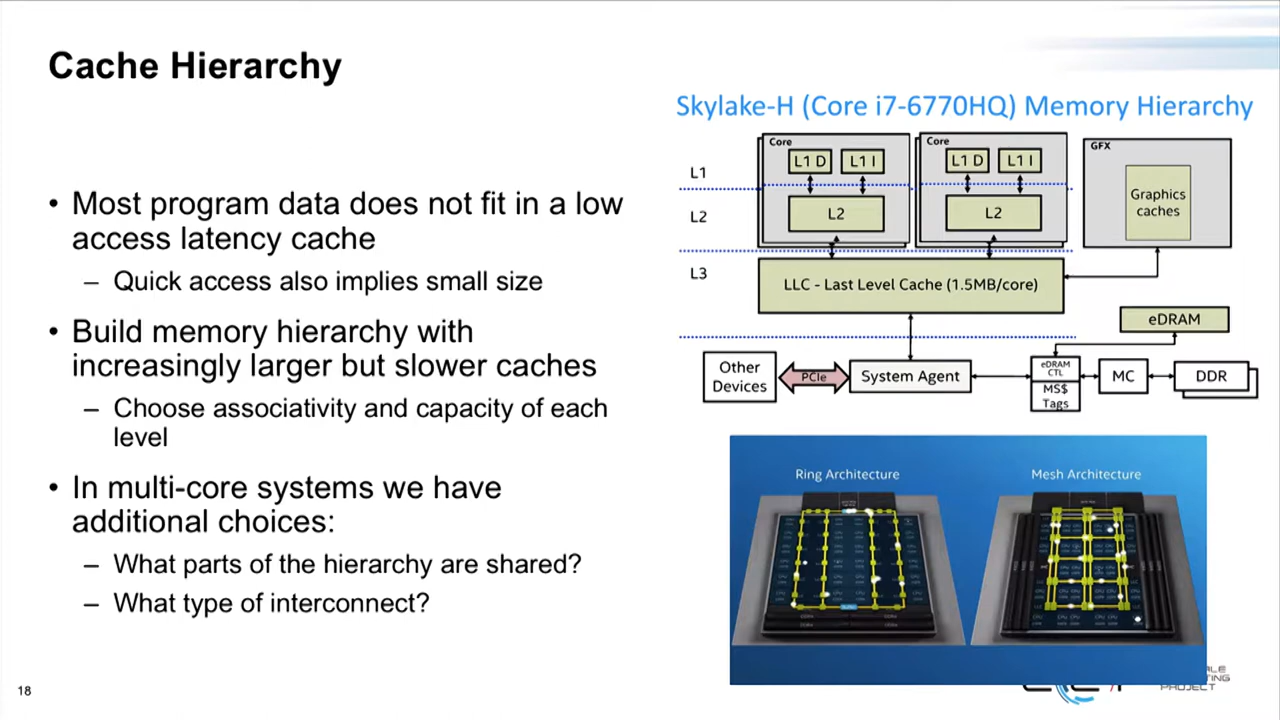 Cache Hierarchy
Skylake-H (Core i7-6770HQ) Memory Hierarchy
• Most program data does not fit in a low
access latency cache
– Quick access also implies small size
• Build memory hierarchy with
increasingly larger but slower caches
– Choose associativity and capacity of each
level
• In multi-core systems we have
additional choices:
– What parts of the hierarchy are shared?
– What type of interconnect?
Core
L1 D
L1 I
L2
Core
L1 D
L1 I
L2
GFX
Graphics
caches
L1
L2
L3
LLC - Last Level Cache (1.5MB/core)
eDRAM
Other
Devices
PCIe
System Agent
eDRAM
CTL
MS$
Tags
MC
DDR
Ring Architecture
Mesh Architecture
PROJECT
18